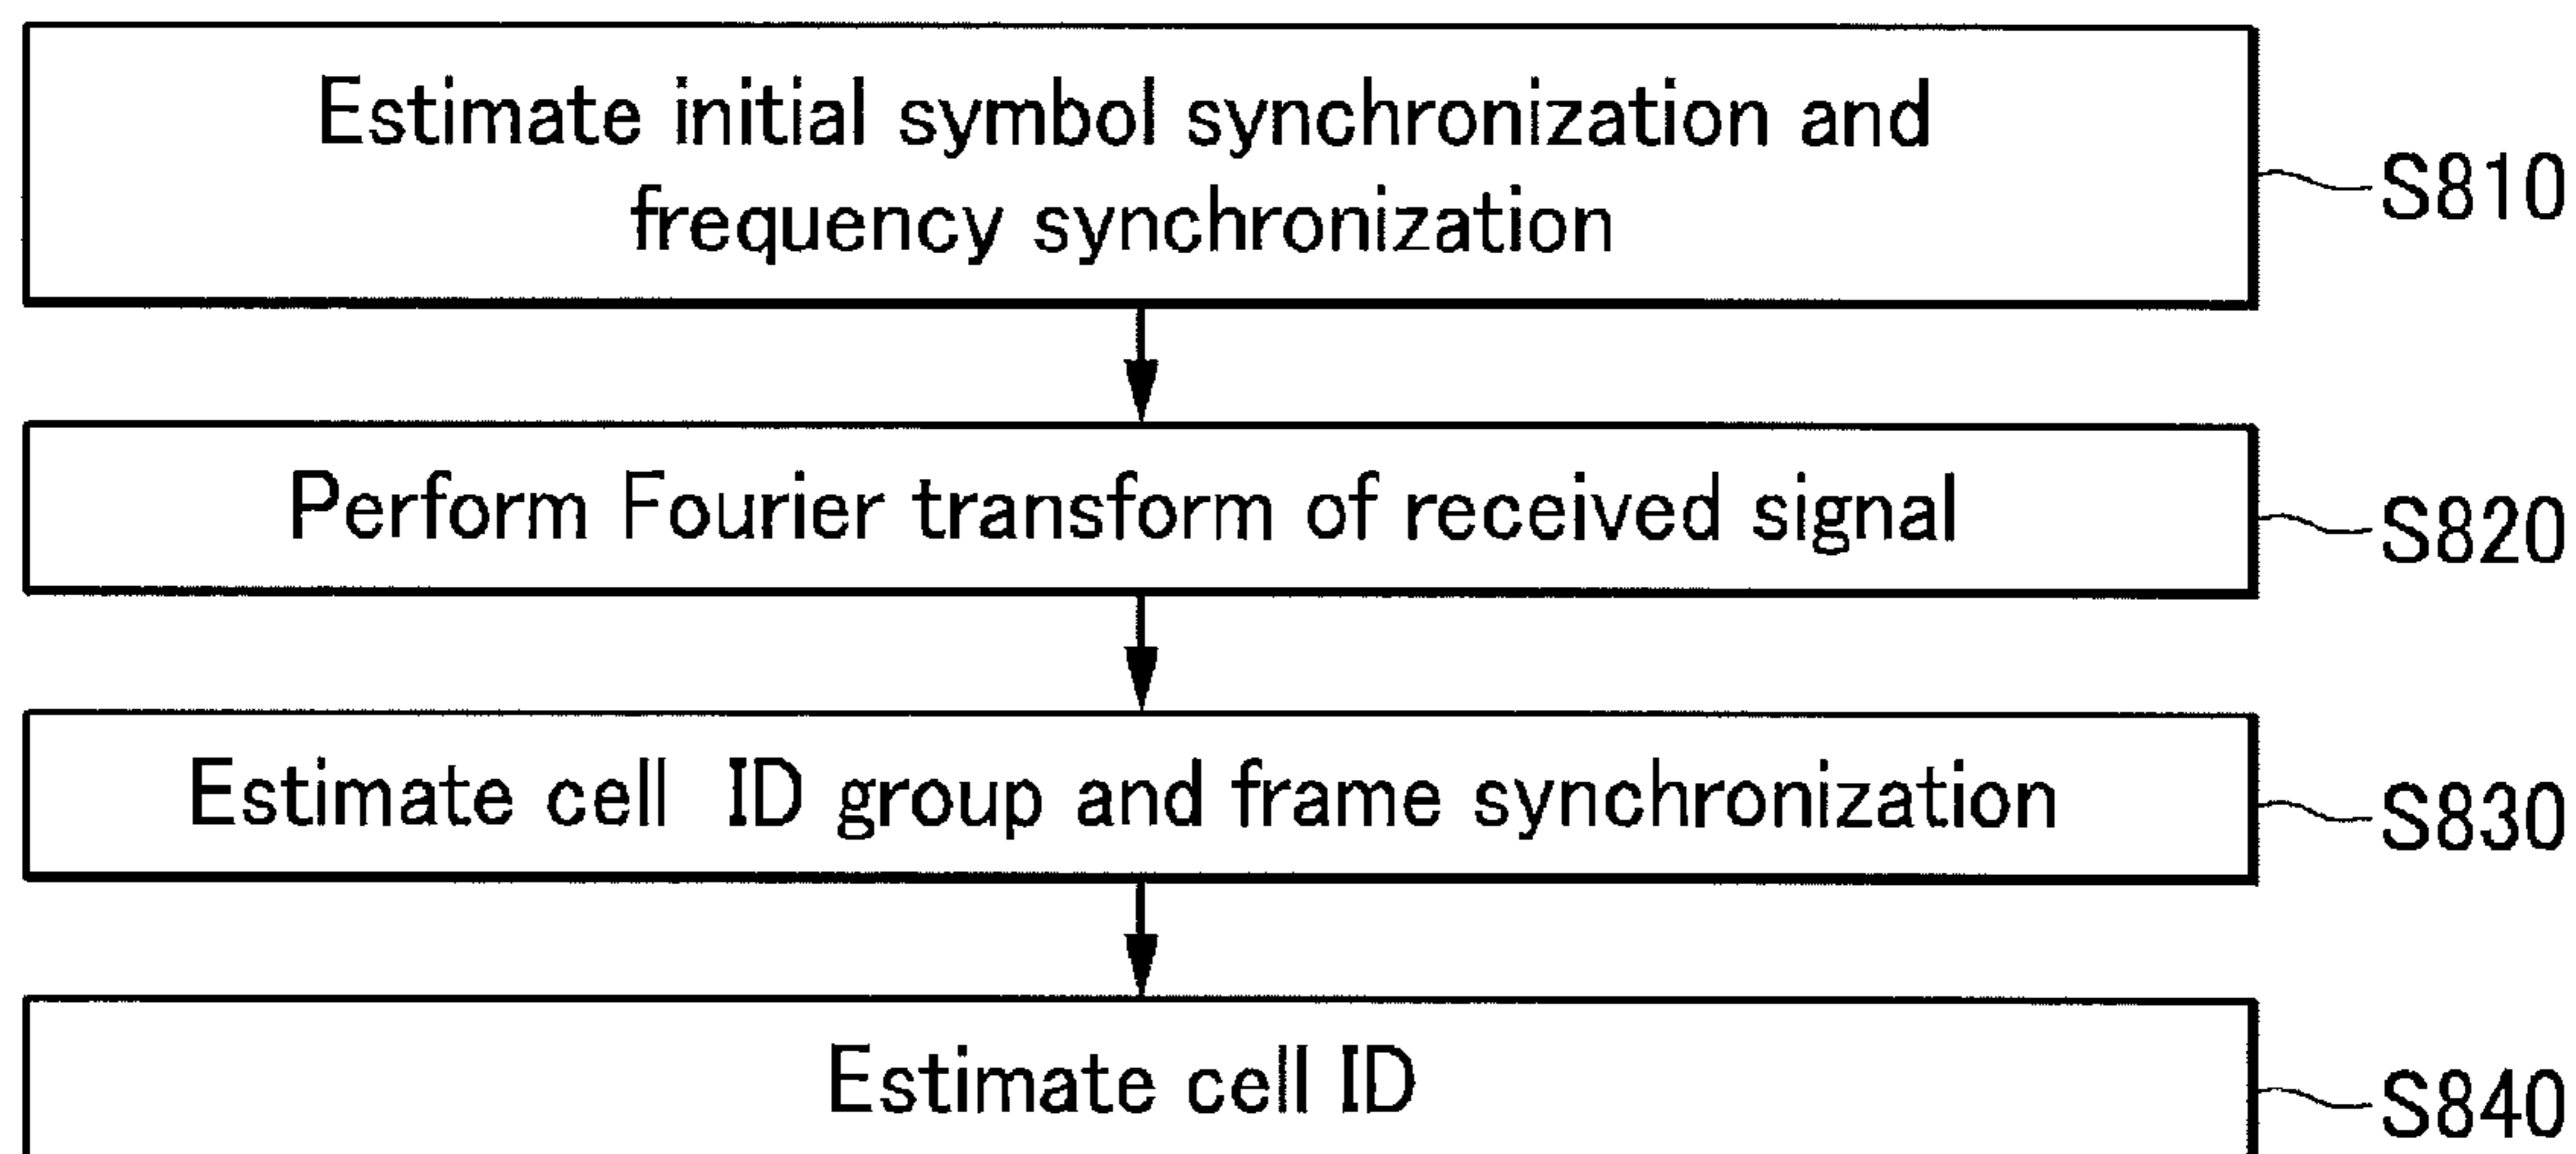 Estimate initial symbol synchronization and
frequency synchronization
S810
Perform Fourier transform of received signal
S820
Estimate cell ID group and frame synchronization
S830
Estimate cell ID
S840